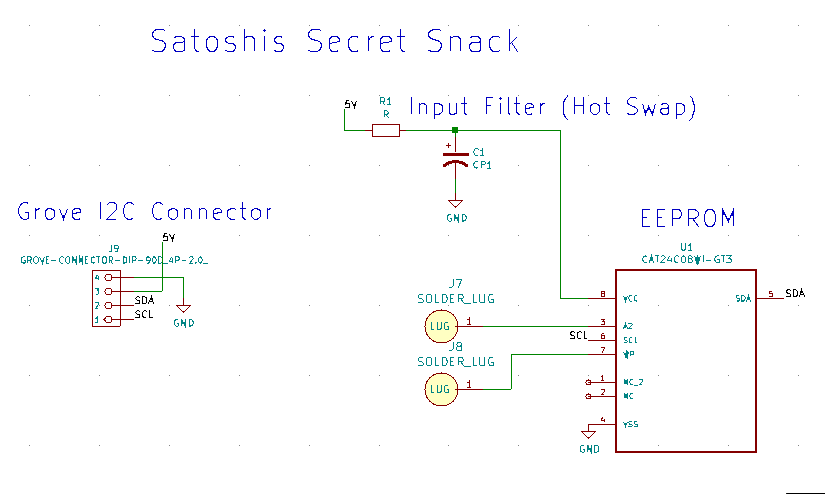 Satoshis Secret Snack
5V
R1
R
Input Filter (Hot Swap)
C1
CP1
GND
Grove I2C Connector
5V
J9
GROVE-CONNECTOR-DIP-90D_4P-2.0_
4
3
2 SDA
1 SCL
GND
EEPROM
U1
CAT24C08WI-GT3
J7
SOLDER_LUG
LUG 1
J8
SOLDER_LUG
LUG 1
8 VCC
3 A2
SCL 6 SCL
7 WP
1 NC_2
2 NC
4 VSS
GND
SDA 5 SDA